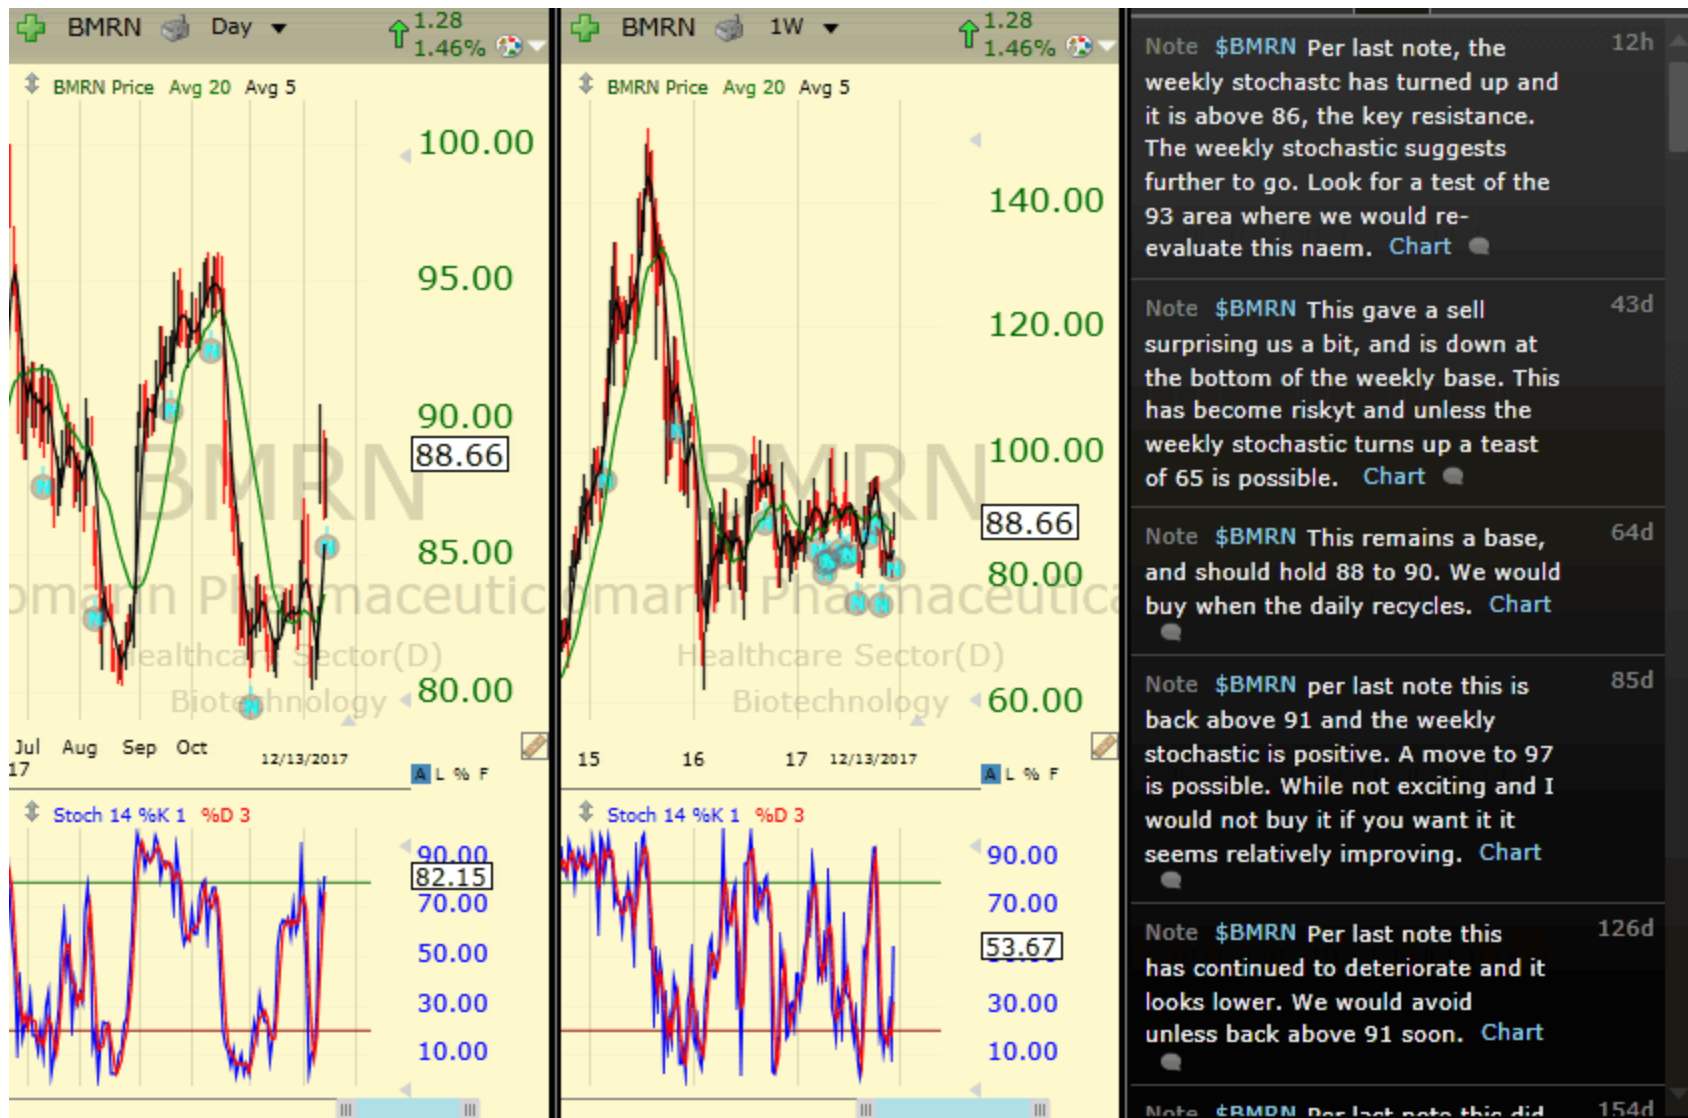 BMRN Day 1.28
1.46%
BMRN Price Avg 20 Avg 5
100.00
95.00
90.00
88.66
85.00
80.00
BMRN
omarin Pharmaceutic
Healthcare Sector(D)
Biotechnology
Jul Aug Sep Oct 12/13/2017
17
A L % F
Stoch 14 %K 1 %D 3
90.00
82.15
70.00
50.00
30.00
10.00
BMRN 1W 1.28
1.46%
BMRN Price Avg 20 Avg 5
140.00
120.00
100.00
88.66
80.00
60.00
BMRN
Healthcare Sector(D)
Biotechnology
15 16 17 12/13/2017
A L % F
Stoch 14 %K 1 %D 3
90.00
70.00
53.67
30.00
10.00
Note $BMRN Per last note, the 12h
weekly stochastc has turned up and
it is above 86, the key resistance.
The weekly stochastic suggests
further to go. Look for a test of the
93 area where we would re-
evaluate this naem. Chart
Note $BMRN This gave a sell 43d
surprising us a bit, and is down at
the bottom of the weekly base. This
has become riskyt and unless the
weekly stochastic turns up a teast
of 65 is possible. Chart
Note $BMRN This remains a base, 64d
and should hold 88 to 90. We would
buy when the daily recycles. Chart
Note $BMRN per last note this is 85d
back above 91 and the weekly
stochastic is positive. A move to 97
is possible. While not exciting and I
would not buy it if you want it it
seems relatively improving. Chart
Note $BMRN Per last note this 126d
has continued to deteriorate and it
looks lower. We would avoid
unless back above 91 soon. Chart
Note $BMRN Per last note this did 154d